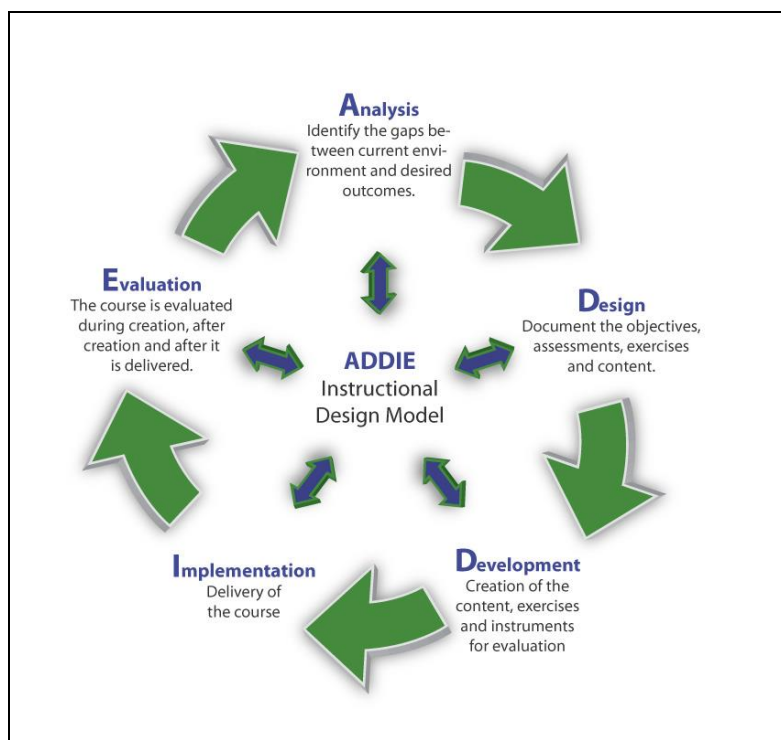 Analysis
Identify the gaps be-
tween current envi-
ronment and desired
outcomes.
Design
Document the objectives,
assessments, exercises
and content.
Development
Creation of the
content, exercises
and instruments
for evaluation
Implementation
Delivery of
the course
Evaluation
The course is evaluated
during creation, after
creation and after it
is delivered.
ADDIE
Instructional
Design Model